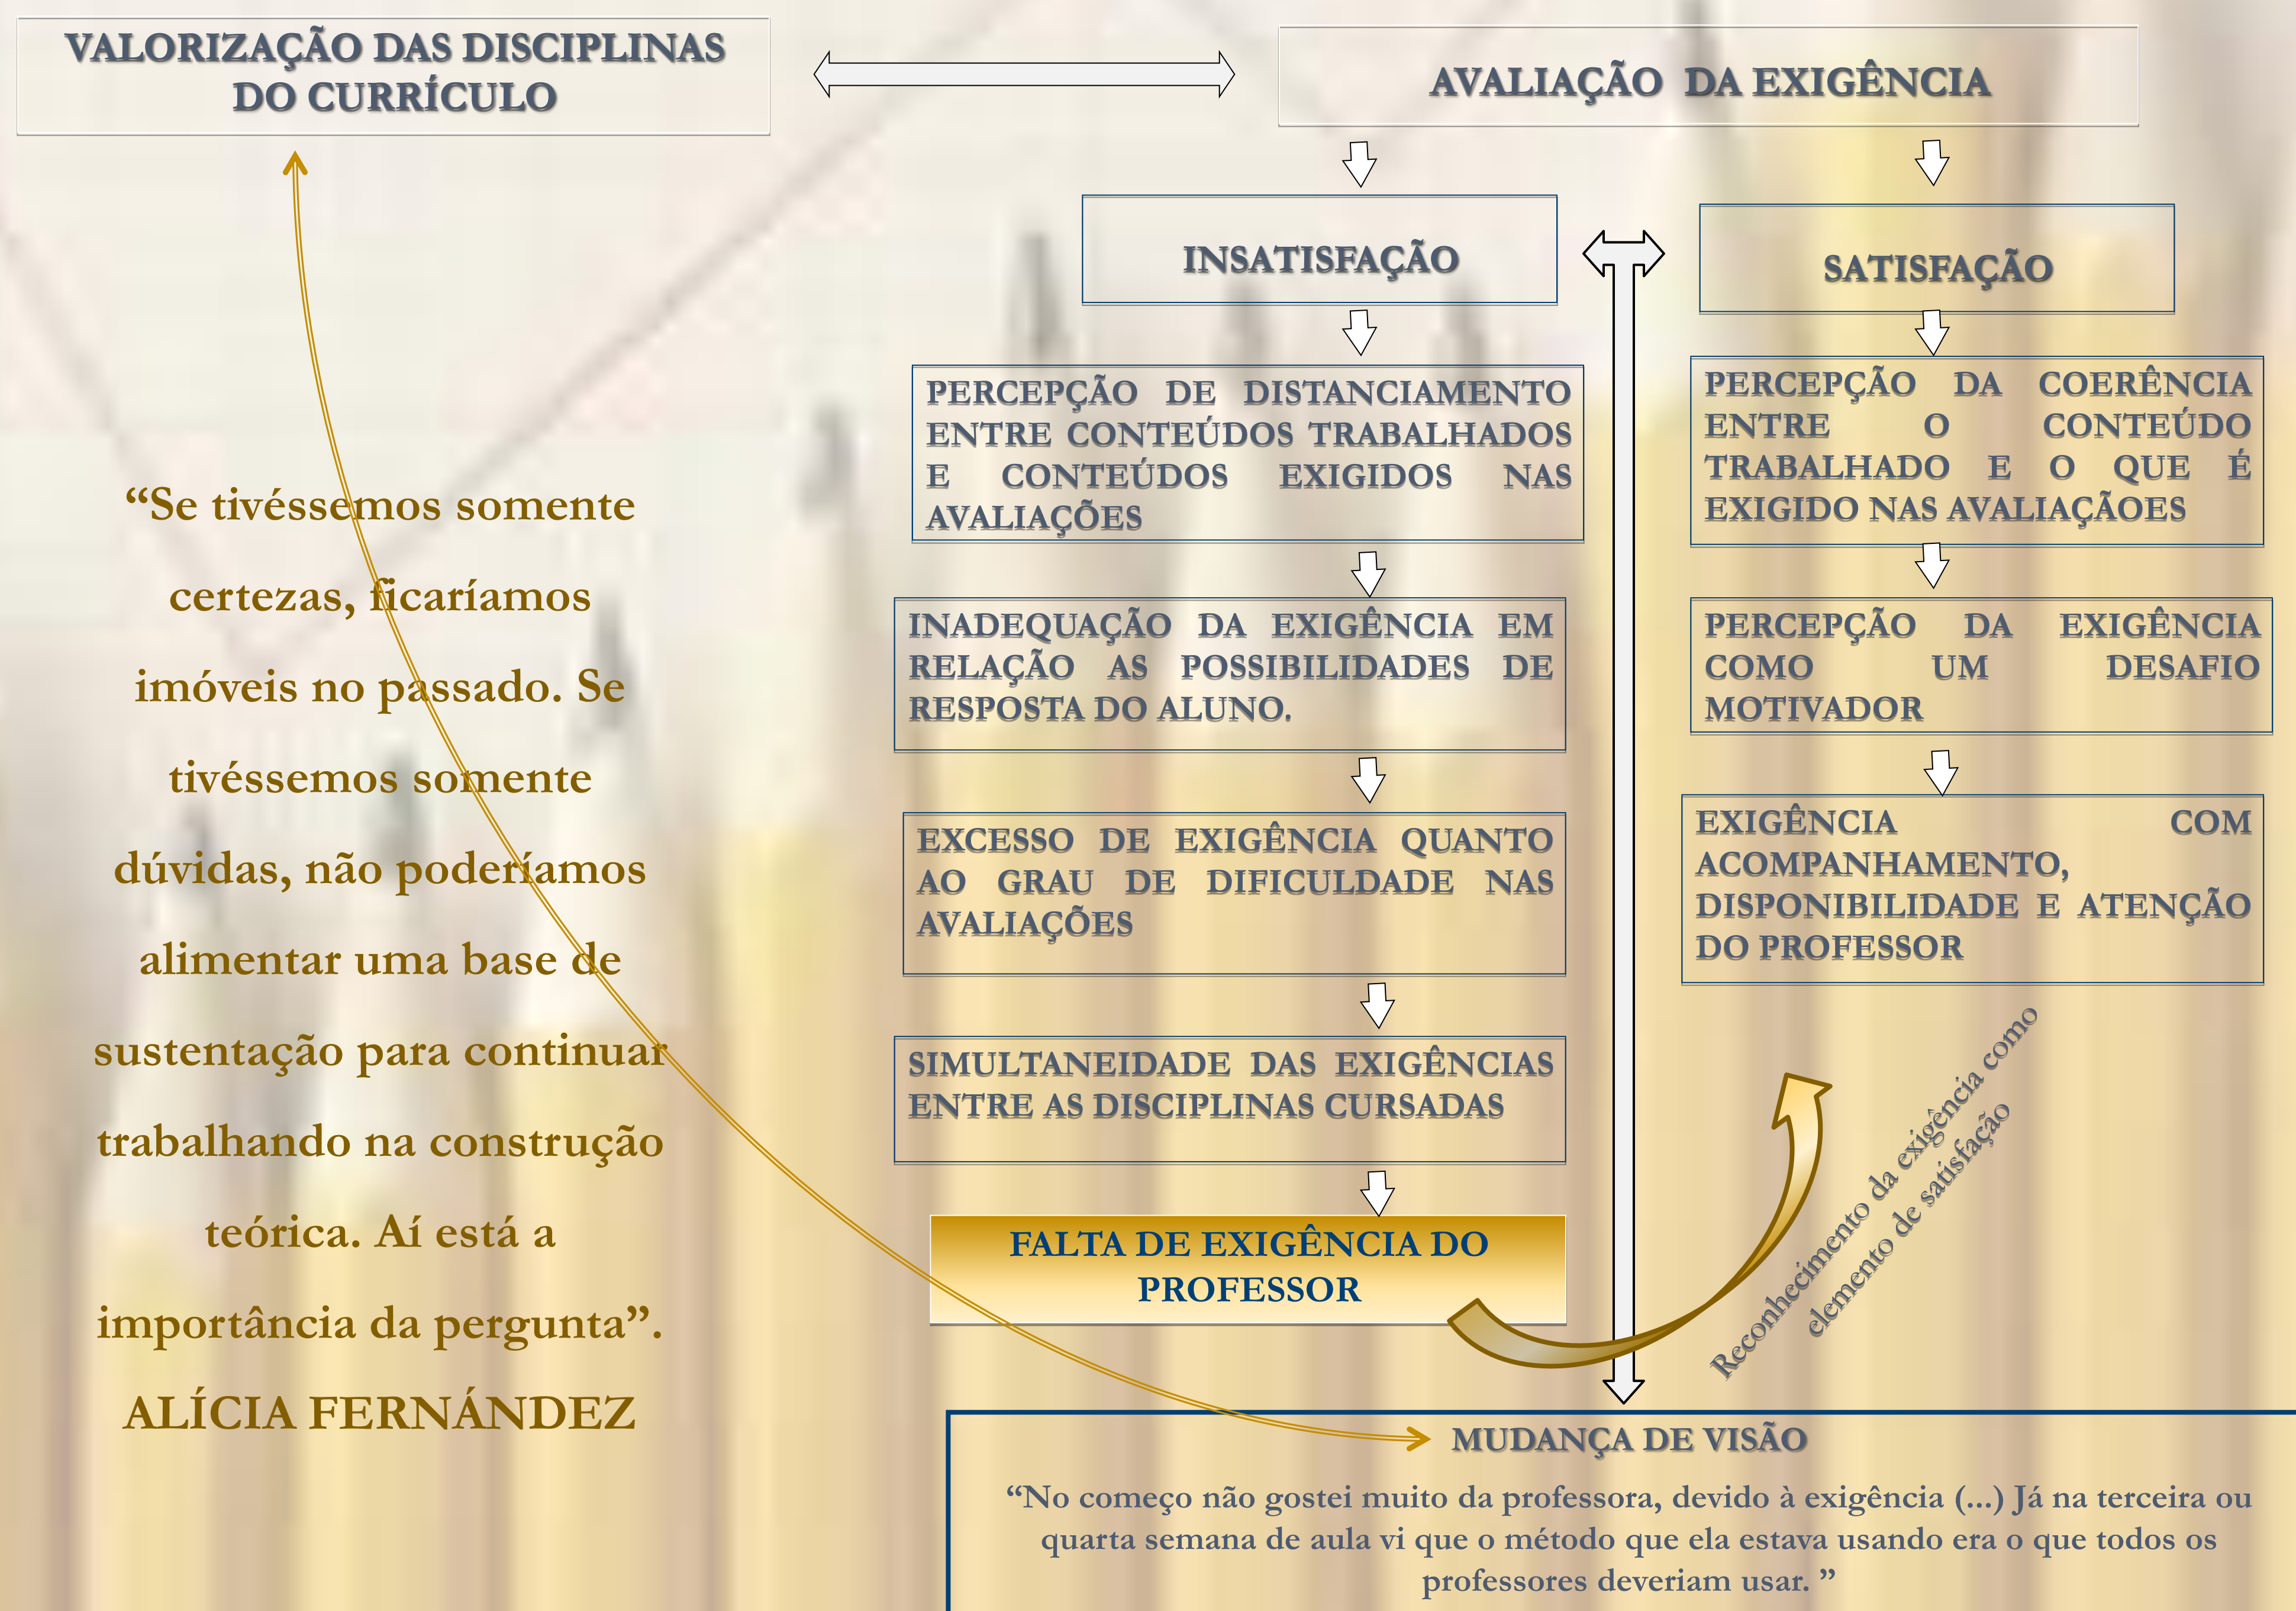 VALORIZAÇÃO DAS DISCIPLINAS
DO CURRÍCULO
AVALIAÇÃO DA EXIGÊNCIA
INSATISFAÇÃO
SATISFAÇÃO
PERCEPÇÃO DE DISTANCIAMENTO
ENTRE CONTEÚDOS TRABALHADOS
E CONTEÚDOS EXIGIDOS NAS
AVALIAÇÕES
PERCEPÇÃO DA COERÊNCIA
ENTRE O CONTEÚDO
TRABALHADO E O QUE É
EXIGIDO NAS AVALIAÇÃOES
INADEQUAÇÃO DA EXIGÊNCIA EM
RELAÇÃO AS POSSIBILIDADES DE
RESPOSTA DO ALUNO.
PERCEPÇÃO DA EXIGÊNCIA
COMO UM DESAFIO
MOTIVADOR
EXCESSO DE EXIGÊNCIA QUANTO
AO GRAU DE DIFICULDADE NAS
AVALIAÇÕES
EXIGÊNCIA COM
ACOMPANHAMENTO,
DISPONIBILIDADE E ATENÇÃO
DO PROFESSOR
SIMULTANEIDADE DAS EXIGÊNCIAS
ENTRE AS DISCIPLINAS CURSADAS
FALTA DE EXIGÊNCIA DO
PROFESSOR
Reconhecimento da exigência como
elemento de satisfação
“Se tivéssemos somente
certezas, ficaríamos
imóveis no passado. Se
tivéssemos somente
dúvidas, não poderíamos
alimentar uma base de
sustentação para continuar
trabalhando na construção
teórica. Aí está a
importância da pergunta”.
ALÍCIA FERNÁNDEZ
MUDANÇA DE VISÃO
“No começo não gostei muito da professora, devido à exigência (...) Já na terceira ou
quarta semana de aula vi que o método que ela estava usando era o que todos os
professores deveriam usar. ”